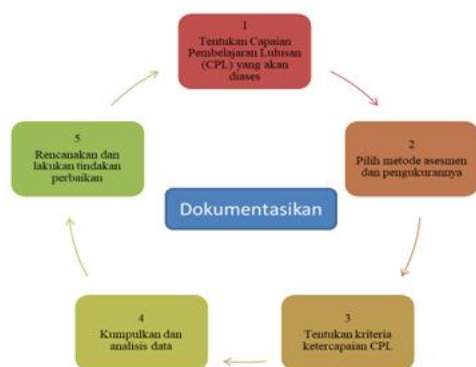 1
Tentukan Capaian
Pembelajaran Lulusan
(CPL) yang akan
diases
2
Pilih metode asesmen
dan pengukurannya
3
Tentukan kriteria
ketercapaian CPL
4
Kumpulkan dan
analisis data
5
Rencanakan dan
lakukan tindakan
perbaikan
Dokumentasikan